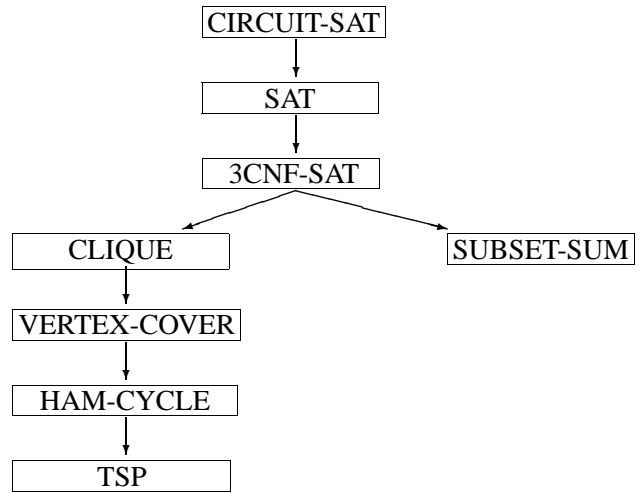 CIRCUIT-SAT
SAT
3CNF-SAT
CLIQUE
SUBSET-SUM
VERTEX-COVER
HAM-CYCLE
TSP